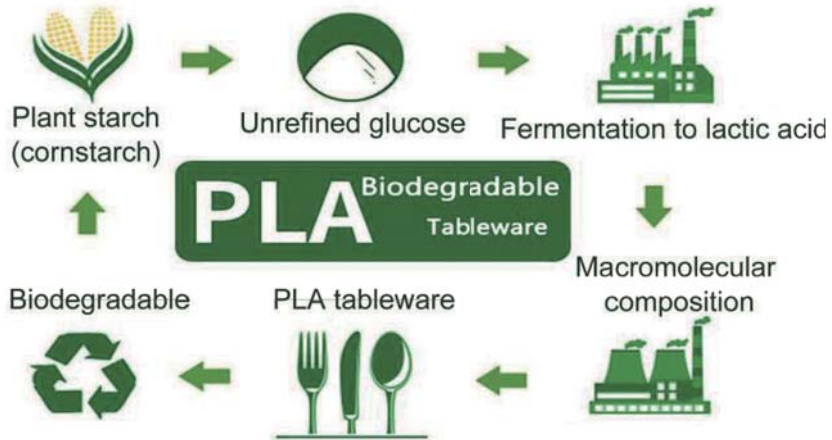 Plant starch
(cornstarch)
Unrefined glucose
Fermentation to lactic acid
PLA Biodegradable
Tableware
Macromolecular
composition
PLA tableware
Biodegradable